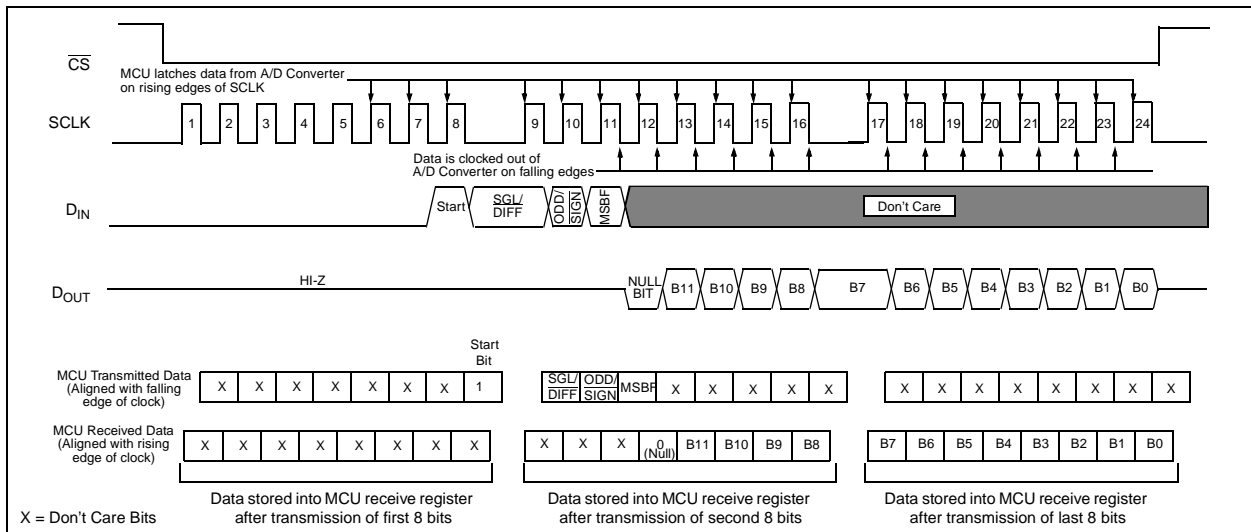 CS
MCU latches data from A/D Converter
on rising edges of SCLK
SCLK
1 2 3 4 5 6 7 8 9 10 11 12 13 14 15 16 17 18 19 20 21 22 23 24
Data is clocked out of
A/D Converter on falling edges
DIN
Start SGL/ DIFF ODD/ SIGN MSBF Don't Care
HI-Z
DOUT
NULL BIT B11 B10 B9 B8 B7 B6 B5 B4 B3 B2 B1 B0
Start
Bit
MCU Transmitted Data
(Aligned with falling
edge of clock)
X X X X X X X 1
SGL/ DIFF ODD/ SIGN MSBF X X X X X
X X X X X X X X
MCU Received Data
(Aligned with rising
edge of clock)
X X X X X X X X
X X X 0 (Null) B11 B10 B9 B8
B7 B6 B5 B4 B3 B2 B1 B0
Data stored into MCU receive register
after transmission of first 8 bits
Data stored into MCU receive register
after transmission of second 8 bits
Data stored into MCU receive register
after transmission of last 8 bits
X = Don't Care Bits